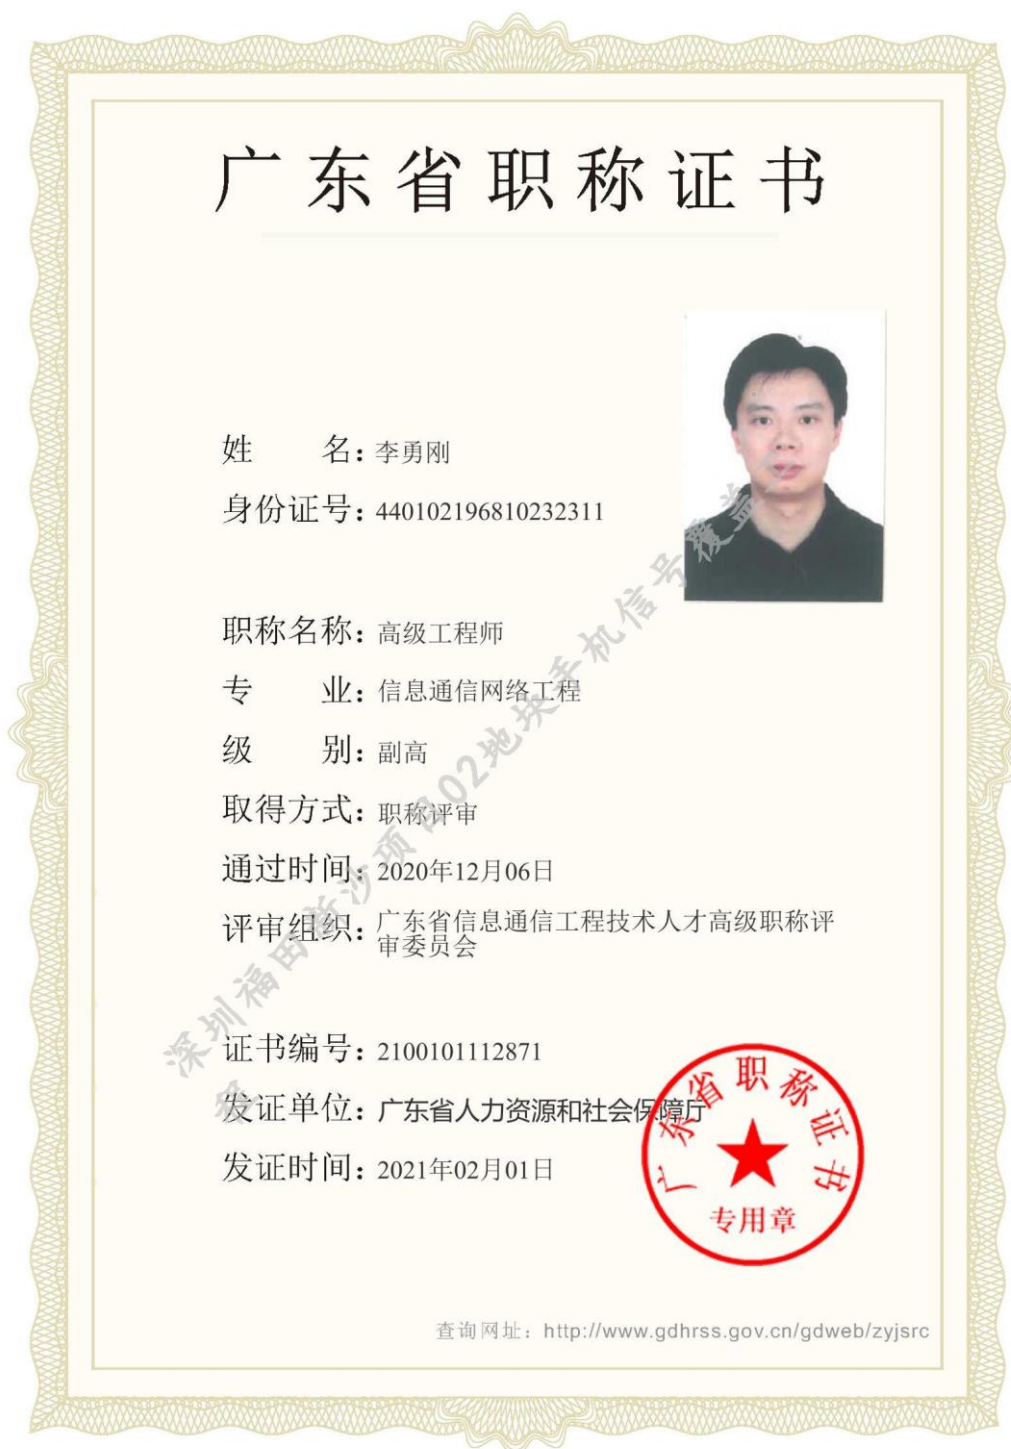 广东省职称证书
姓 名：李勇刚
身份证号：440102196810232311
职称名称：高级工程师
专 业：信息通信网络工程
级 别：副高
取得方式：职称评审
通过时间：2020年12月06日
评审组织：广东省信息通信工程技术人才高级职称评
审委员会
证书编号：2100101112871
发证单位：广东省人力资源和社会保障厅
发证时间：2021年02月01日
广东省职称证书
专用章
查询网址：http://www.gdhrss.gov.cn/gdweb/zyjsrc
深圳福田新沙项目02地块手机信号覆盖